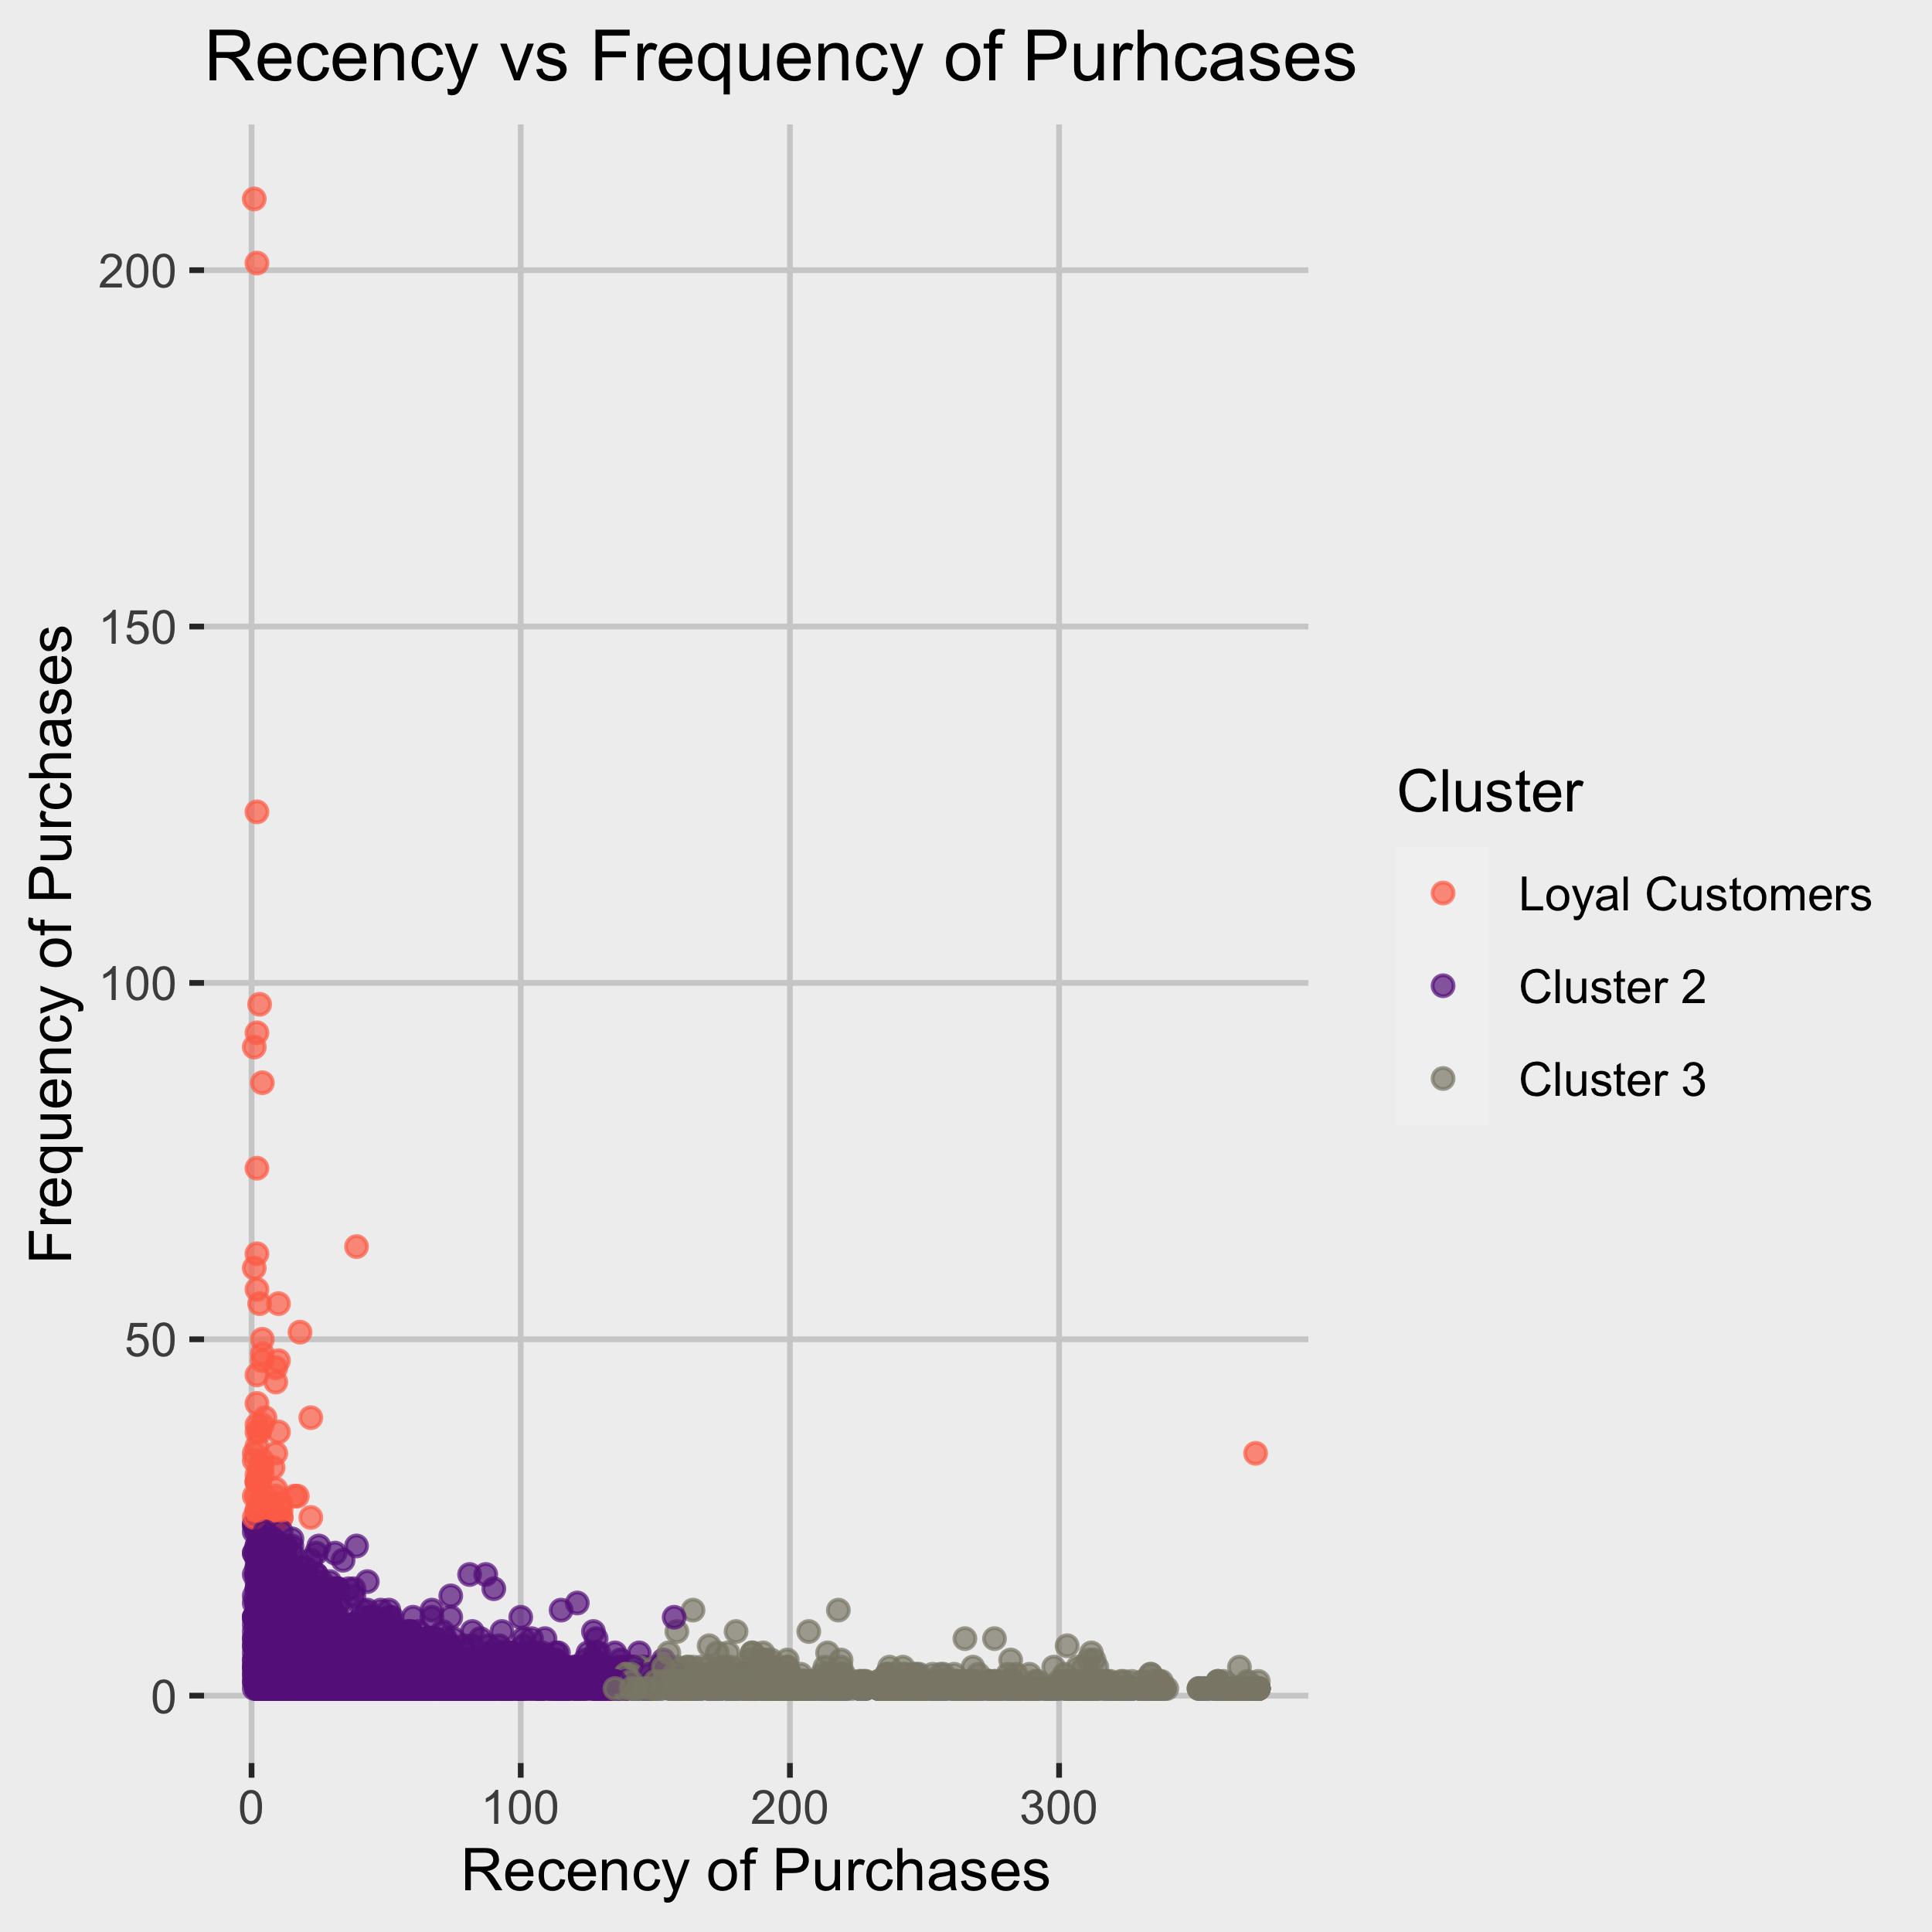 Recency vs Frequency of Purhcases
200
150
100
50
0
Frequency of Purchases
0 100 200 300
Recency of Purchases
Cluster
Loyal Customers
Cluster 2
Cluster 3